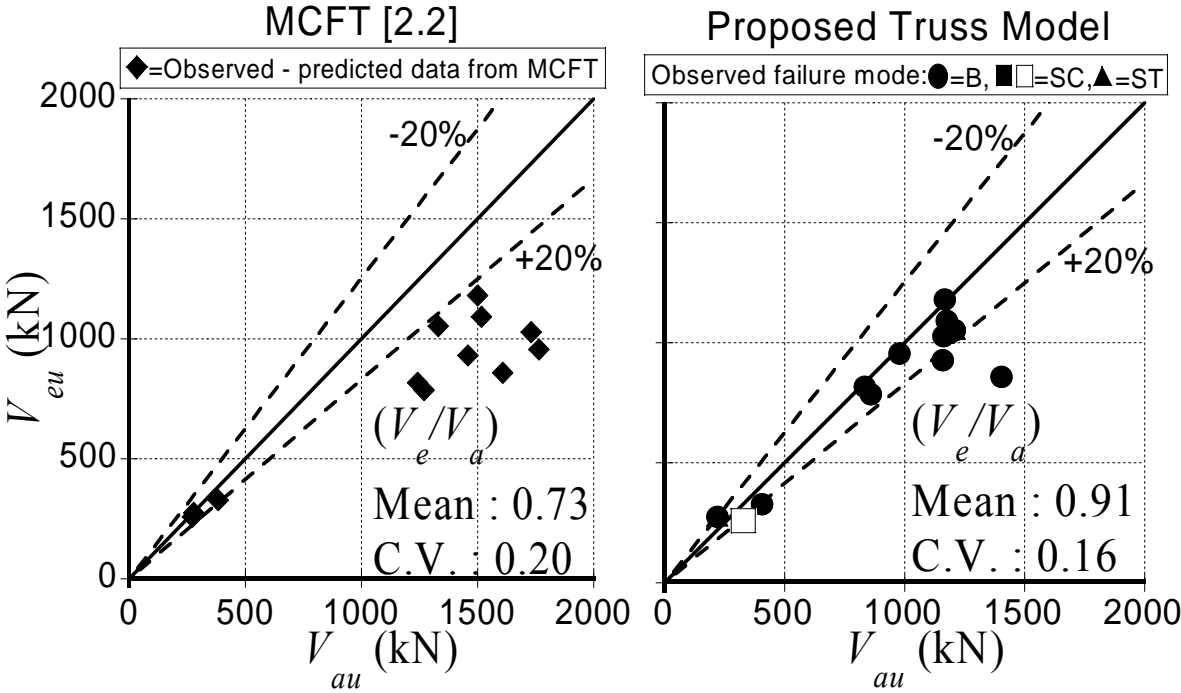 MCFT [2.2]
◆=Observed - predicted data from MCFT
2000
1500
1000
500
0
V_eu (kN)
-20%
+20%
(V_e/V_a)
Mean : 0.73
C.V. : 0.20
0 500 1000 1500 2000
V_au (kN)
Proposed Truss Model
Observed failure mode:●=B, ■□=SC,▲=ST
-20%
+20%
(V_e/V_a)
Mean : 0.91
C.V. : 0.16
0 500 1000 1500 2000
V_au (kN)